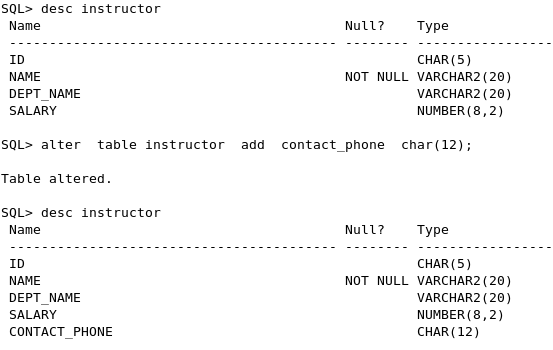 SQL> desc instructor
 Name                                      Null?    Type
 ----------------------------------------- -------- -----------------
 ID                                                 CHAR(5)
 NAME                                      NOT NULL VARCHAR2(20)
 DEPT_NAME                                          VARCHAR2(20)
 SALARY                                             NUMBER(8,2)

SQL> alter  table instructor  add  contact_phone  char(12);

Table altered.

SQL> desc instructor
 Name                                      Null?    Type
 ----------------------------------------- -------- -----------------
 ID                                                 CHAR(5)
 NAME                                      NOT NULL VARCHAR2(20)
 DEPT_NAME                                          VARCHAR2(20)
 SALARY                                             NUMBER(8,2)
 CONTACT_PHONE                                      CHAR(12)